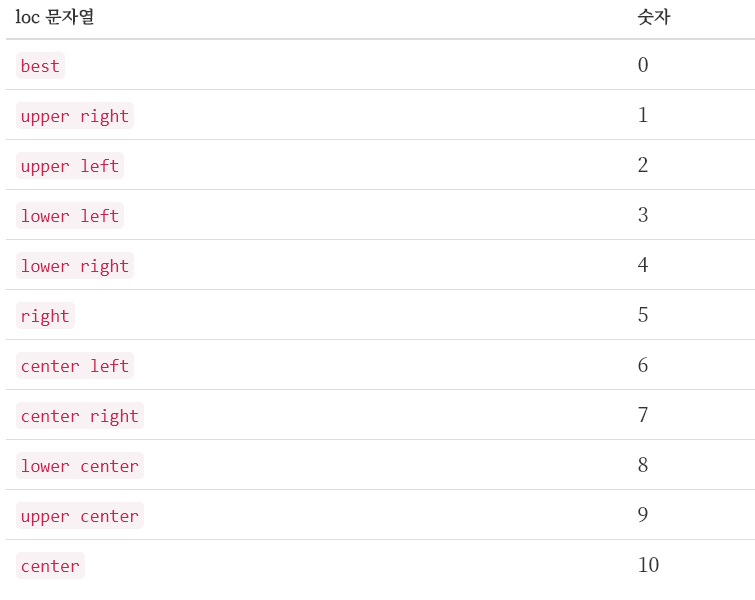 loc 문자열 숫자
best 0
upper right 1
upper left 2
lower left 3
lower right 4
right 5
center left 6
center right 7
lower center 8
upper center 9
center 10